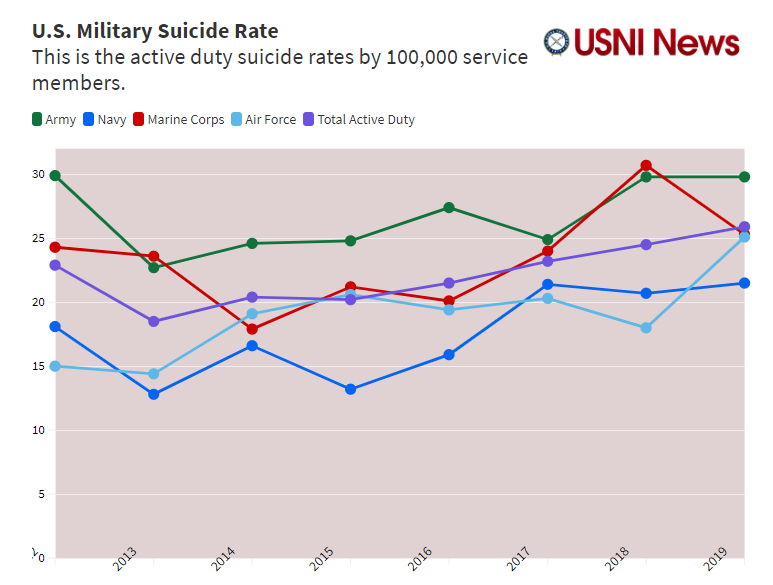 U.S. Military Suicide Rate
This is the active duty suicide rates by 100,000 service
members.
USNI News
Army Navy Marine Corps Air Force Total Active Duty
30
25
20
15
10
5
0
2013 2014 2015 2016 2017 2018 2019